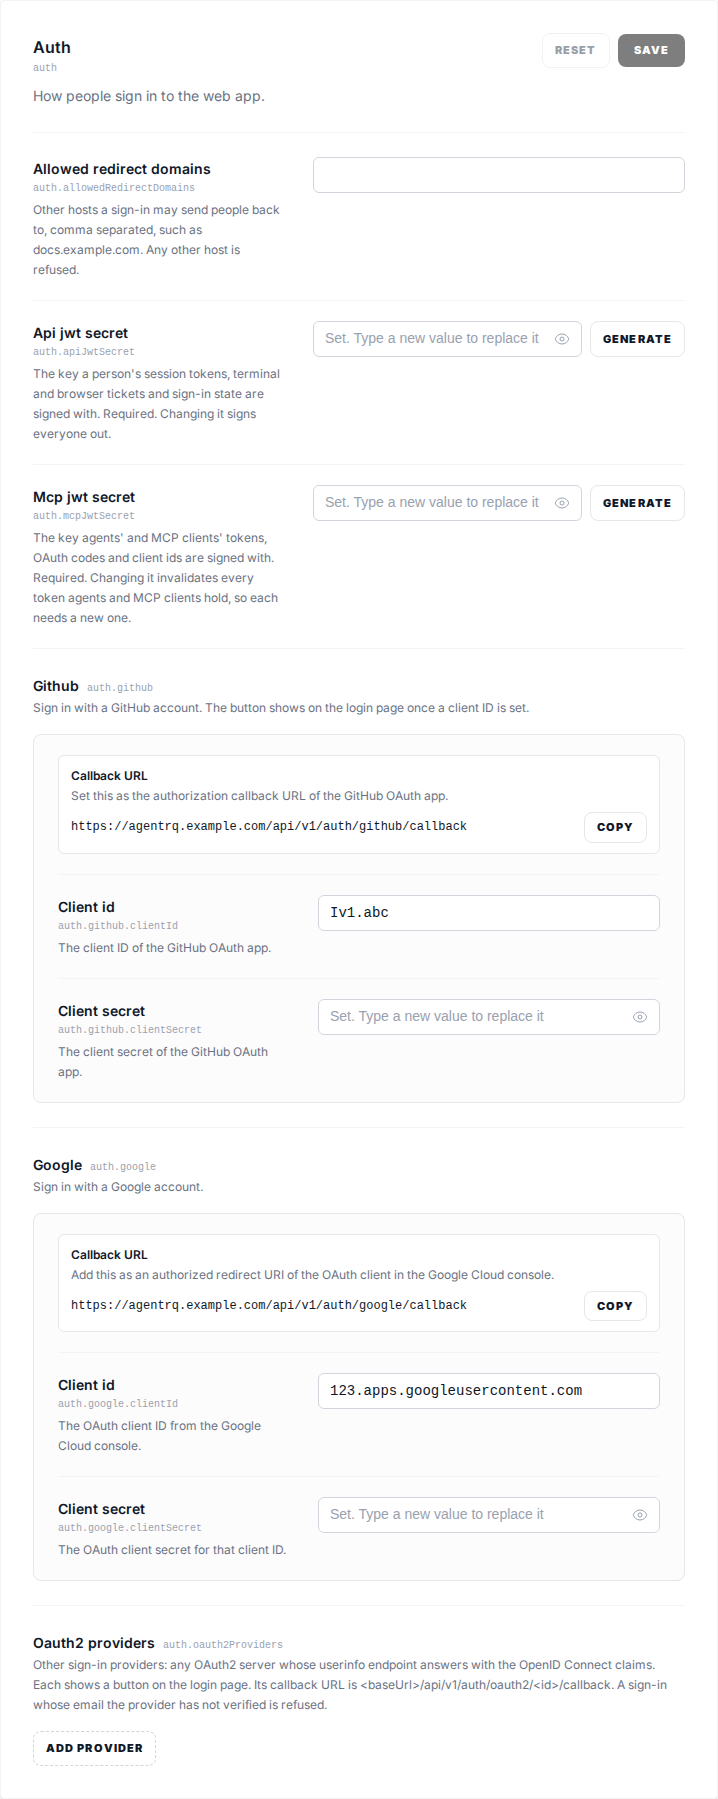 Auth
RESET
SAVE
auth
How people sign in to the web app.
Allowed redirect domains
auth.allowedRedirectDomains
Other hosts a sign-in may send people back
to, comma separated, such as
docs.example.com. Any other host is
refused.
Api jwt secret
auth.apiJwtSecret
The key a person's session tokens, terminal
and browser tickets and sign-in state are
signed with. Required. Changing it signs
everyone out.
Set. Type a new value to replace it
GENERATE
Mcp jwt secret
auth.mcpJwtSecret
The key agents' and MCP clients' tokens,
OAuth codes and client ids are signed with.
Required. Changing it invalidates every
token agents and MCP clients hold, so each
needs a new one.
Set. Type a new value to replace it
GENERATE
Github auth.github
Sign in with a GitHub account. The button shows on the login page once a client ID is set.
Callback URL
Set this as the authorization callback URL of the GitHub OAuth app.
https://agentrq.example.com/api/v1/auth/github/callback
COPY
Client id
auth.github.clientId
The client ID of the GitHub OAuth app.
Iv1.abc
Client secret
auth.github.clientSecret
The client secret of the GitHub OAuth
app.
Set. Type a new value to replace it
Google auth.google
Sign in with a Google account.
Callback URL
Add this as an authorized redirect URI of the OAuth client in the Google Cloud console.
https://agentrq.example.com/api/v1/auth/google/callback
COPY
Client id
auth.google.clientId
The OAuth client ID from the Google
Cloud console.
123.apps.googleusercontent.com
Client secret
auth.google.clientSecret
The OAuth client secret for that client ID.
Set. Type a new value to replace it
Oauth2 providers auth.oauth2Providers
Other sign-in providers: any OAuth2 server whose userinfo endpoint answers with the OpenID Connect claims.
Each shows a button on the login page. Its callback URL is <baseUrl>/api/v1/auth/oauth2/<id>/callback. A sign-in
whose email the provider has not verified is refused.
ADD PROVIDER